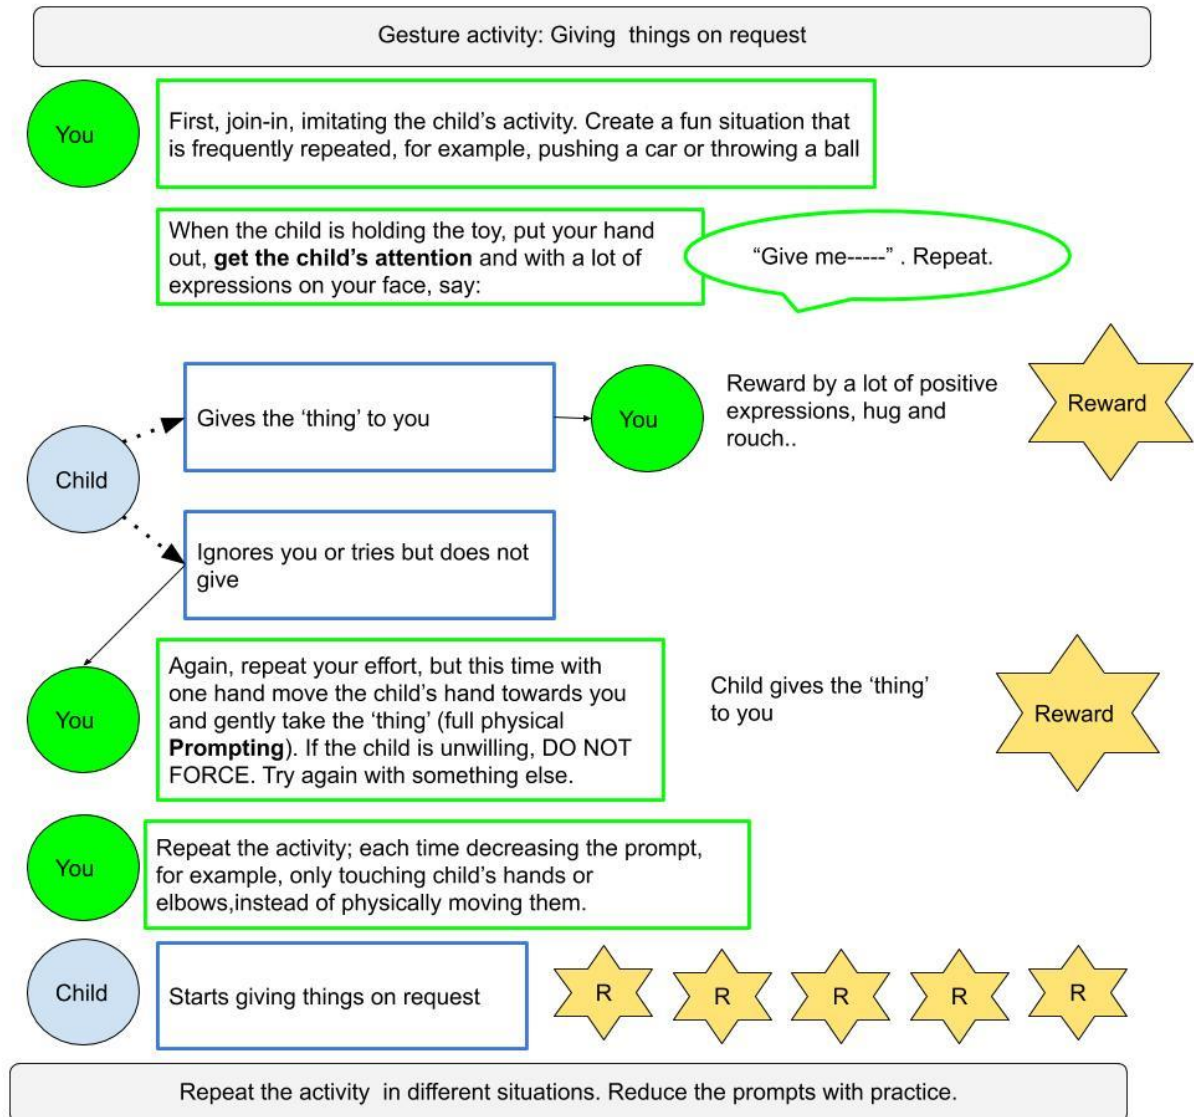 Gesture activity: Giving  things on request
You
First, join-in, imitating the child's activity. Create a fun situation that
is frequently repeated, for example, pushing a car or throwing a ball
When the child is holding the toy, put your hand
out, get the child's attention and with a lot of
expressions on your face, say:
“Give me-----” . Repeat.
Child
Gives the 'thing' to you
You
Reward by a lot of positive
expressions, hug and
rouch..
Reward
Ignores you or tries but does not
give
You
Again, repeat your effort, but this time with
one hand move the child's hand towards you
and gently take the 'thing' (full physical
Prompting). If the child is unwilling, DO NOT
FORCE. Try again with something else.
Child gives the 'thing'
to you
Reward
You
Repeat the activity; each time decreasing the prompt,
for example, only touching child's hands or
elbows,instead of physically moving them.
Child
Starts giving things on request
R
R
R
R
R
Repeat the activity  in different situations. Reduce the prompts with practice.